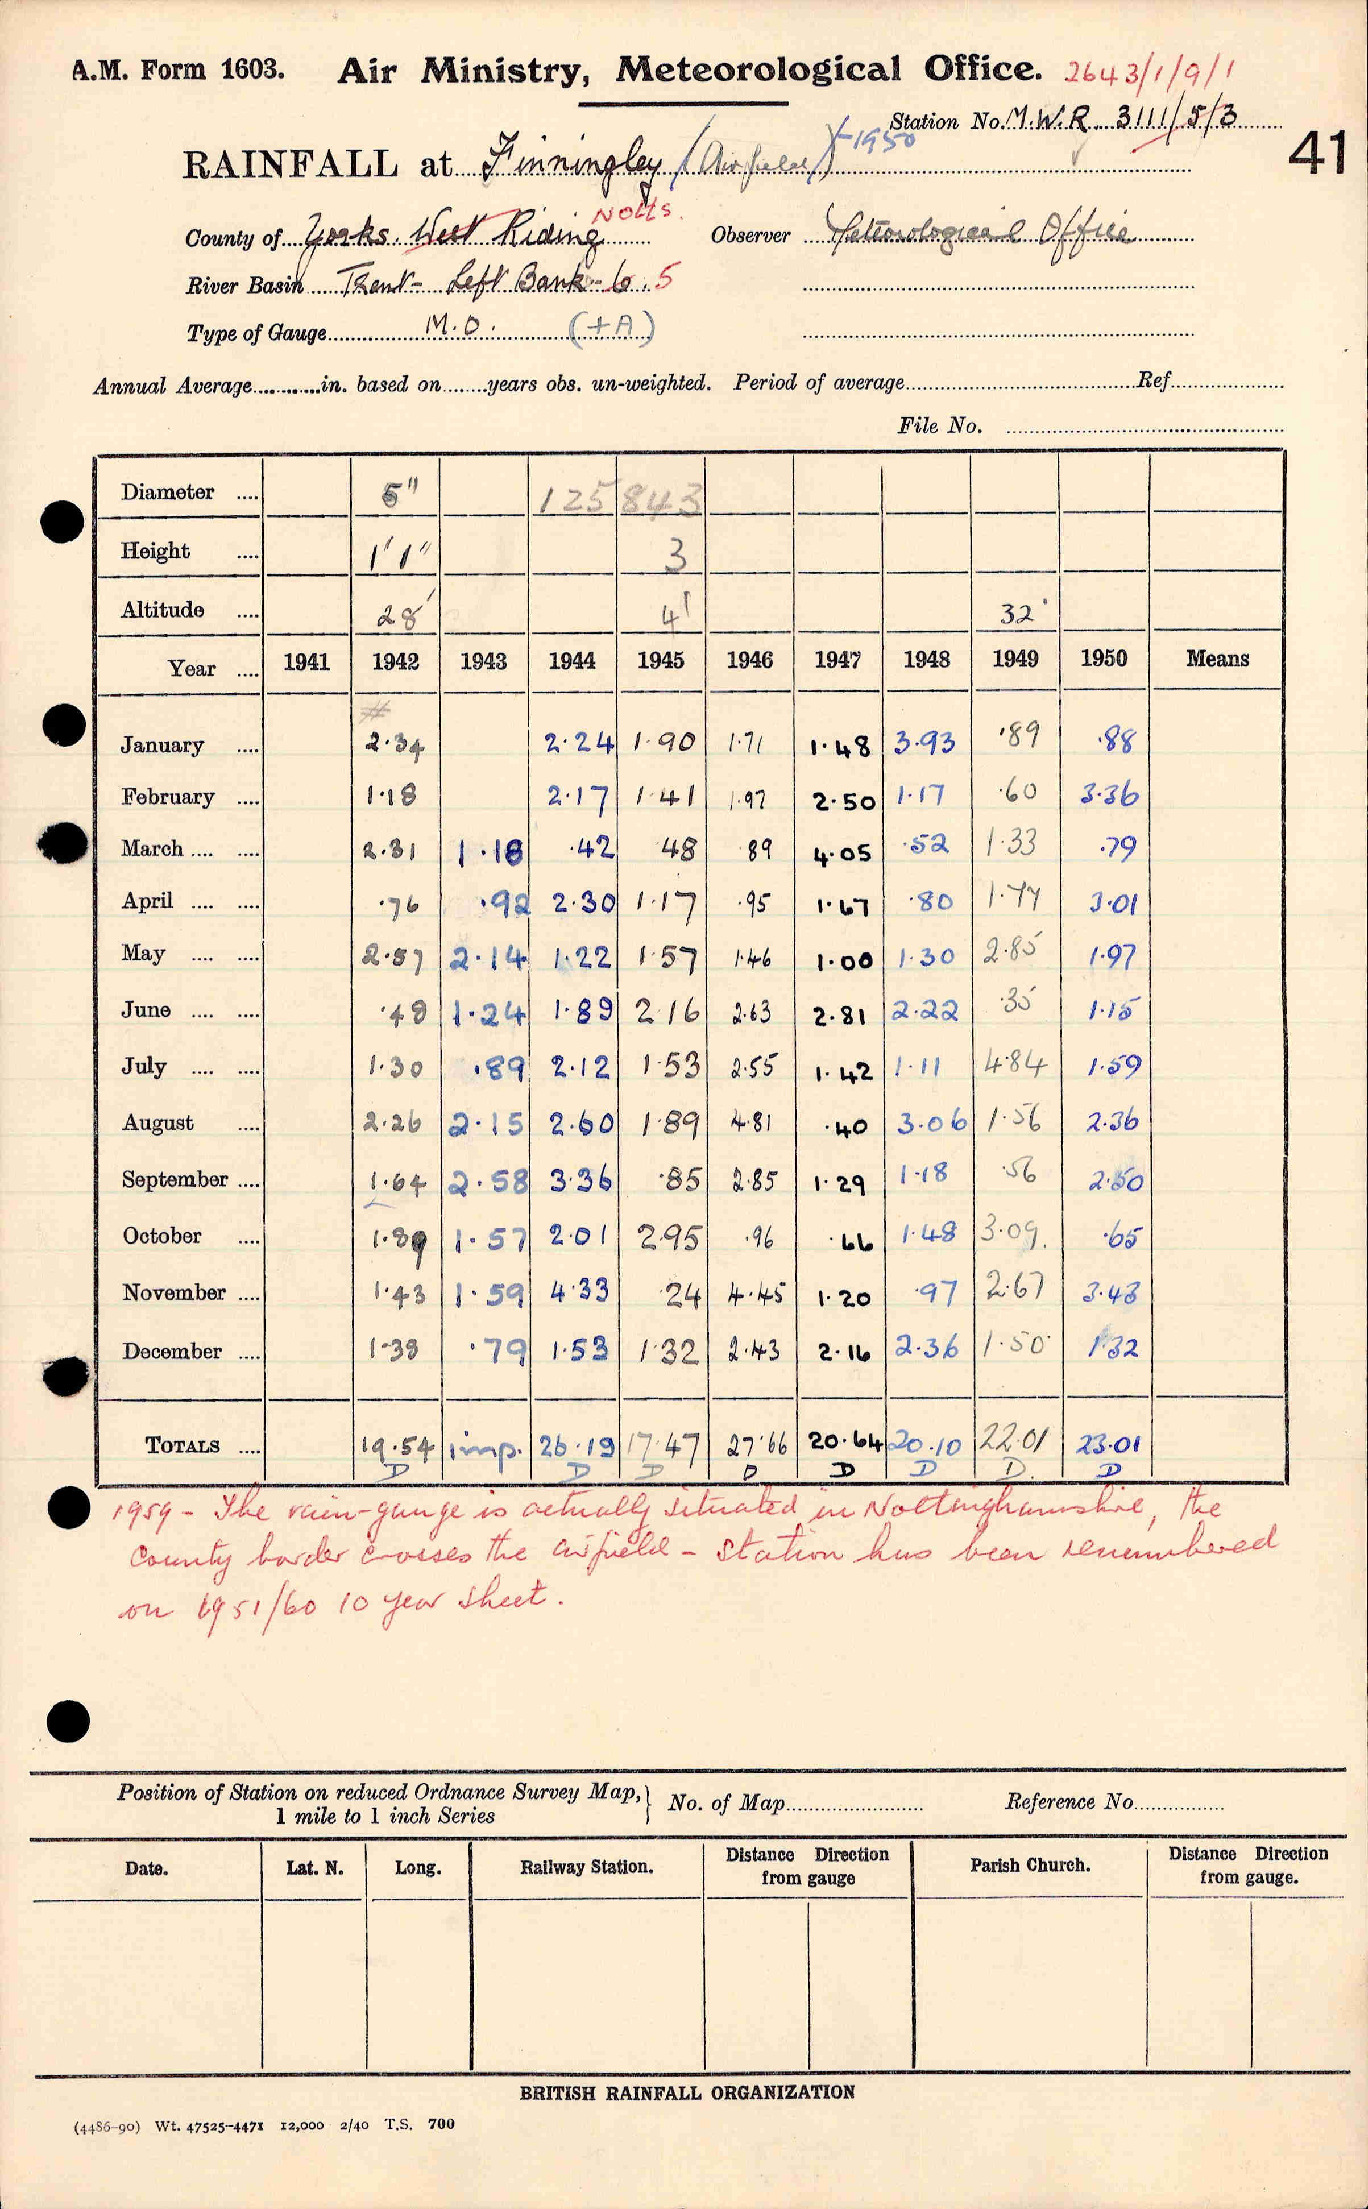 A.M. Form 1603. Air Ministry, Meteorological Office. 2643/1/9/1
Station No. M.W.R. 3111/5/3
RAINFALL at Finningley (Airfield) -1950
41
Notts.
County of Yorks. West Riding Observer Meteorological Office
River Basin Trent - Left Bank - 6. 5
Type of Gauge M.O. (+A)
Annual Average in. based on years obs. un-weighted. Period of average Ref
File No.
Diameter 5" 125843
Height 1'1" 3
Altitude 28' 4' 32'
Year 1941 1942 1943 1944 1945 1946 1947 1948 1949 1950 Means
#
January 2.34 2.24 1.90 1.71 1.48 3.93 .89 .88
February 1.18 2.17 1.41 1.97 2.50 1.17 .60 3.36
March 2.31 1.18 .42 48 89 4.05 .52 1.33 .79
April .76 .92 2.30 1.17 .95 1.67 .80 1.77 3.01
May 2.57 2.14 1.22 1.57 1.46 1.00 1.30 2.85 1.97
June .49 1.24 1.89 2.16 2.63 2.81 2.22 .35 1.15
July 1.30 .89 2.12 1.53 2.55 1.42 1.11 4.84 1.59
August 2.26 2.15 2.60 1.89 4.81 .40 3.06 1.56 2.36
September 1.64 2.58 3.36 .85 2.85 1.29 1.18 .56 2.50
October 1.89 1.57 2.01 2.95 .96 .66 1.48 3.09 .65
November 1.43 1.59 4.33 24 4.45 1.20 .97 2.67 3.43
December 1.38 .79 1.53 1.32 2.43 2.16 2.36 1.50 1.32
TOTALS 19.54 imp. 26.19 17.47 27.66 20.64 20.10 22.01 23.01
D D D D D D D D
1959 - The rain-gauge is actually situated in Nottinghamshire, the
county border crosses the airfield - station has been renumbered
on 1951/60 10 year sheet.
Position of Station on reduced Ordnance Survey Map, 1 mile to 1 inch Series } No. of Map Reference No.
Date. Lat. N. Long. Railway Station. Distance Direction from gauge Parish Church. Distance Direction from gauge.
BRITISH RAINFALL ORGANIZATION
(4486-90) Wt. 47525-4471 12,000 2/40 T.S. 700